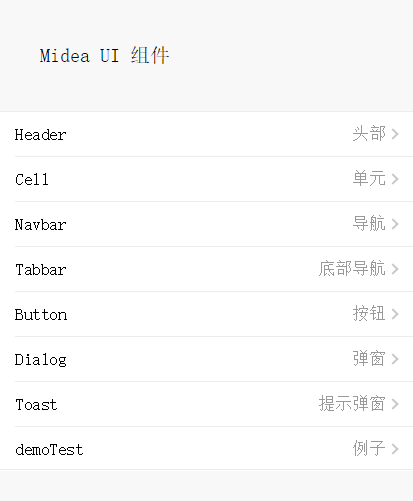 Midea UI 组件
Header 头部
Cell 单元
Navbar 导航
Tabbar 底部导航
Button 按钮
Dialog 弹窗
Toast 提示弹窗
demoTest 例子